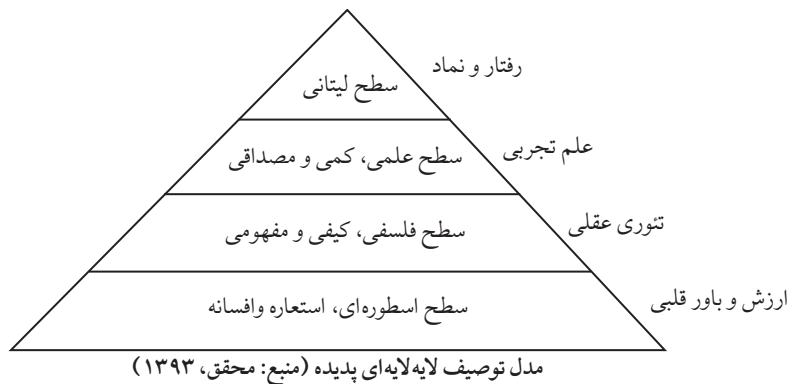 رفتار و نماد
سطح لیتانی
علم تجربی
سطح علمی، کمی و مصداقی
تئوری عقلی
سطح فلسفی، کیفی و مفهومی
ارزش و باور قلبی
سطح اسطوره‌ای، استعاره وافسانه
مدل توصیف لایه‌لایه‌ای پدیده (منبع: محقق، ۱۳۹۳)